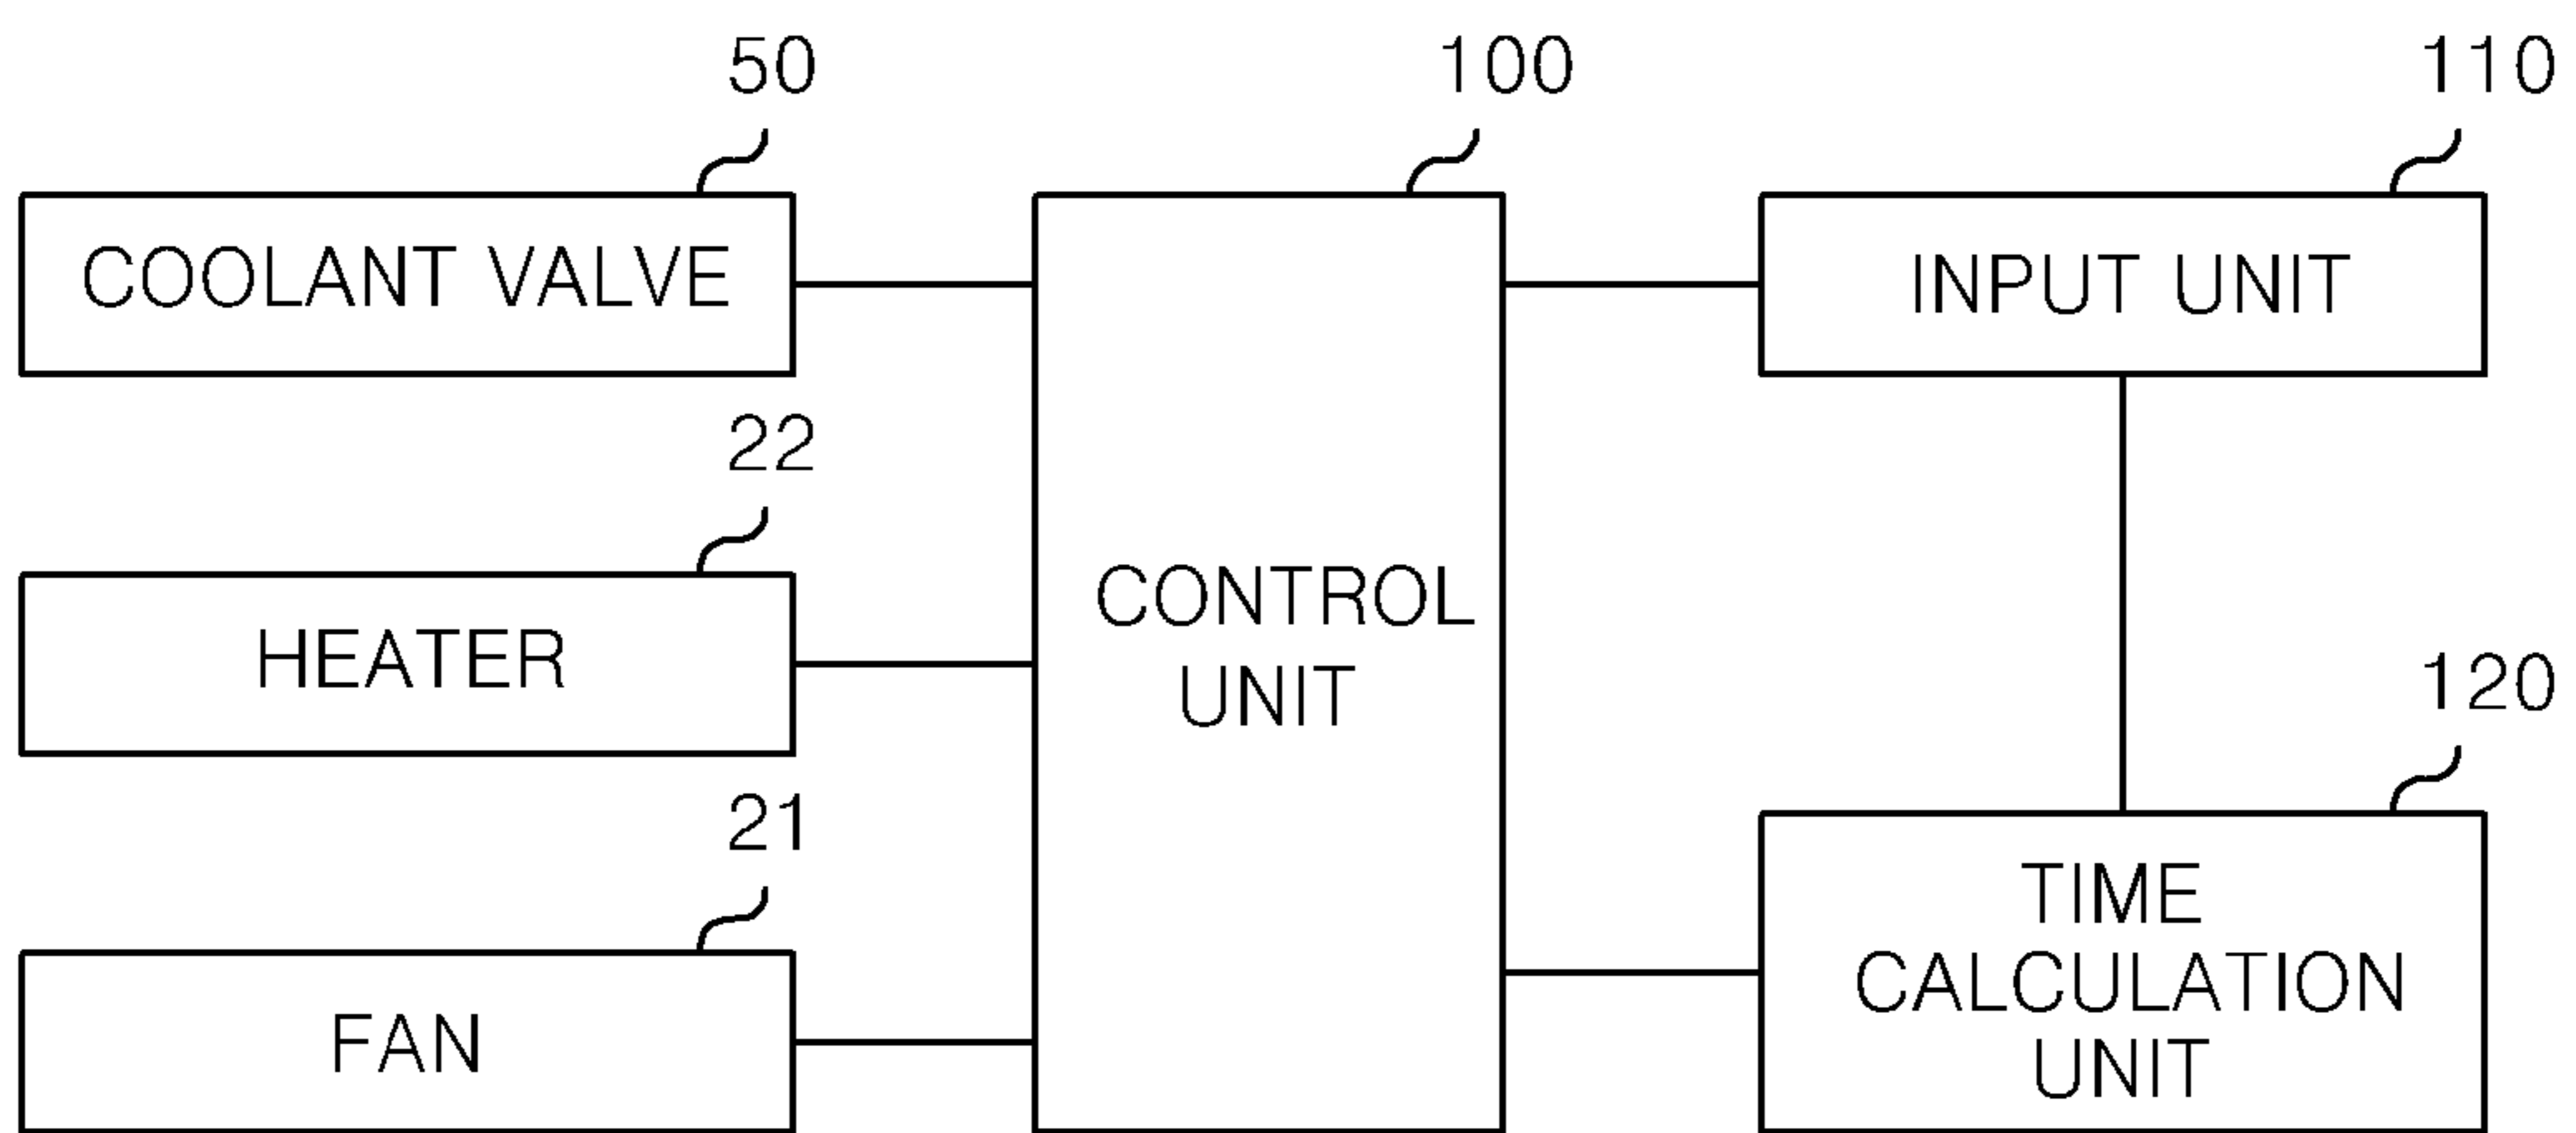 50
100
110
COOLANT VALVE
INPUT UNIT
22
HEATER
CONTROL
UNIT
120
21
FAN
TIME
CALCULATION
UNIT